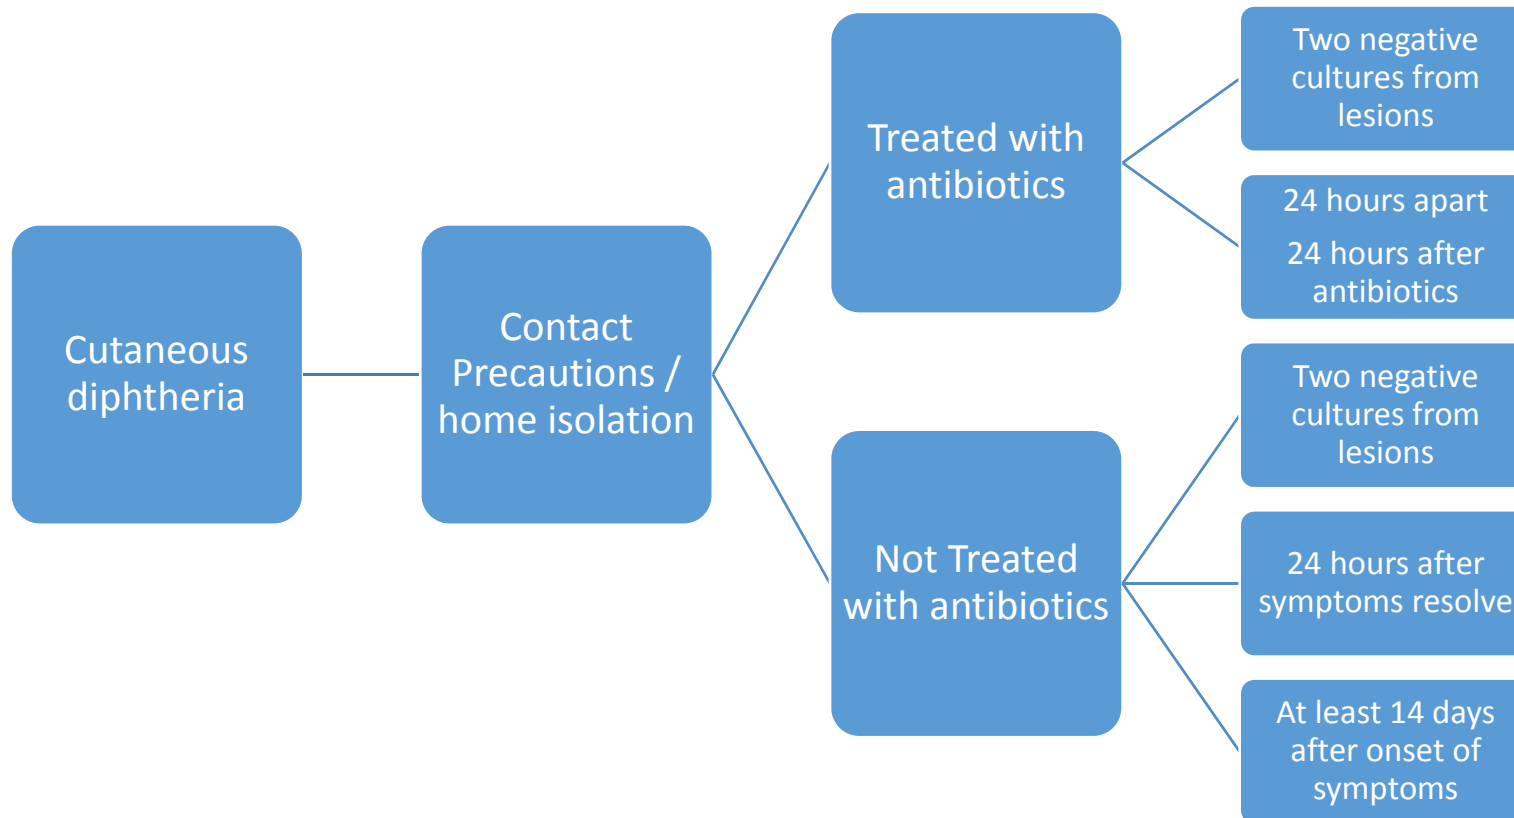 Cutaneous
diphtheria
Contact
Precautions /
home isolation
Treated with
antibiotics
Two negative
cultures from
lesions
24 hours apart
24 hours after
antibiotics
Not Treated
with antibiotics
Two negative
cultures from
lesions
24 hours after
symptoms resolve
At least 14 days
after onset of
symptoms